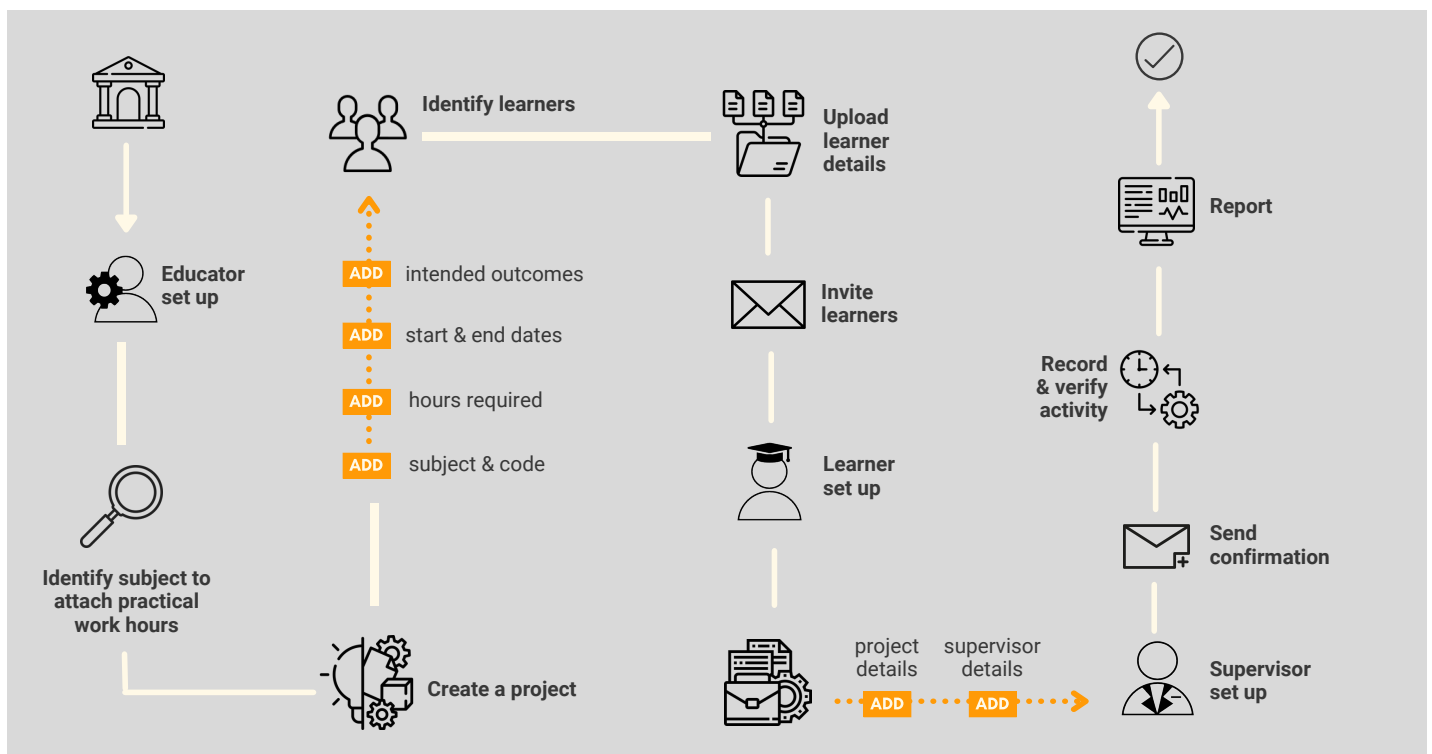 Educator
set up
Identify subject to
attach practical
work hours
Create a project
ADD subject & code
ADD hours required
ADD start & end dates
ADD intended outcomes
Identify learners
Upload
learner
details
Invite
learners
Learner
set up
project
details
ADD
supervisor
details
ADD
Supervisor
set up
Send
confirmation
Record
& verify
activity
Report